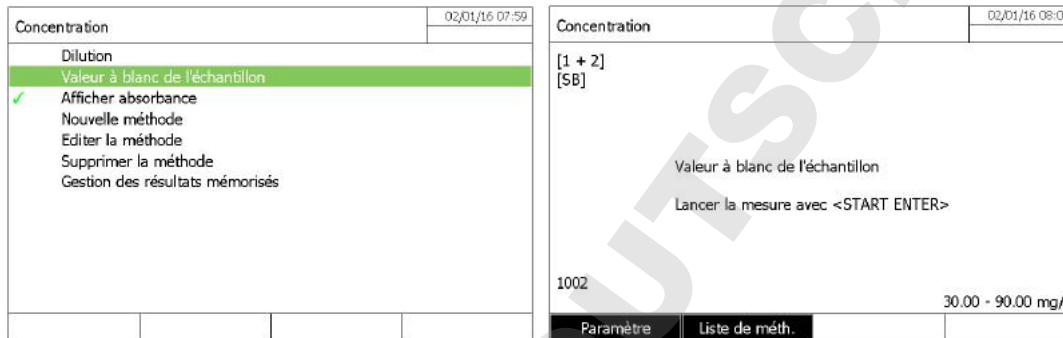 Concentration
02/01/16 07:59
Dilution
Valeur à blanc de l'échantillon
✓ Afficher absorbance
Nouvelle méthode
Editer la méthode
Supprimer la méthode
Gestion des résultats mémorisés
Concentration
02/01/16 08:0
[1 + 2]
[SB]
Valeur à blanc de l'échantillon
Lancer la mesure avec <START ENTER>
1002
30.00 - 90.00 mg/
Paramètre
Liste de méth.